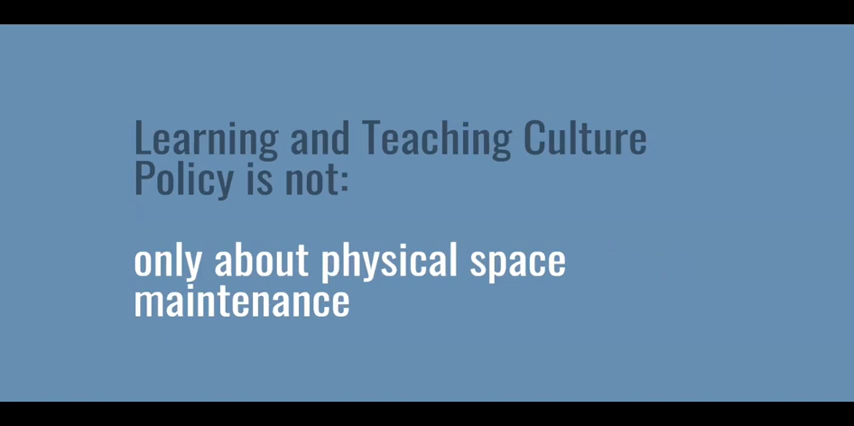 Learning and Teaching Culture
Policy is not:
only about physical space
maintenance